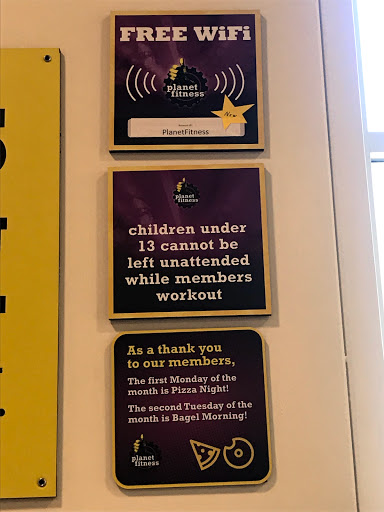 FREE WiFi
planet
fitness
PlanetFitness
New
planet
fitness
children under
13 cannot be
left unattended
while members
workout
As a thank you
to our members,
The first Monday of the
month is Pizza Night!
The second Tuesday of the
month is Bagel Morning!
planet
fitness